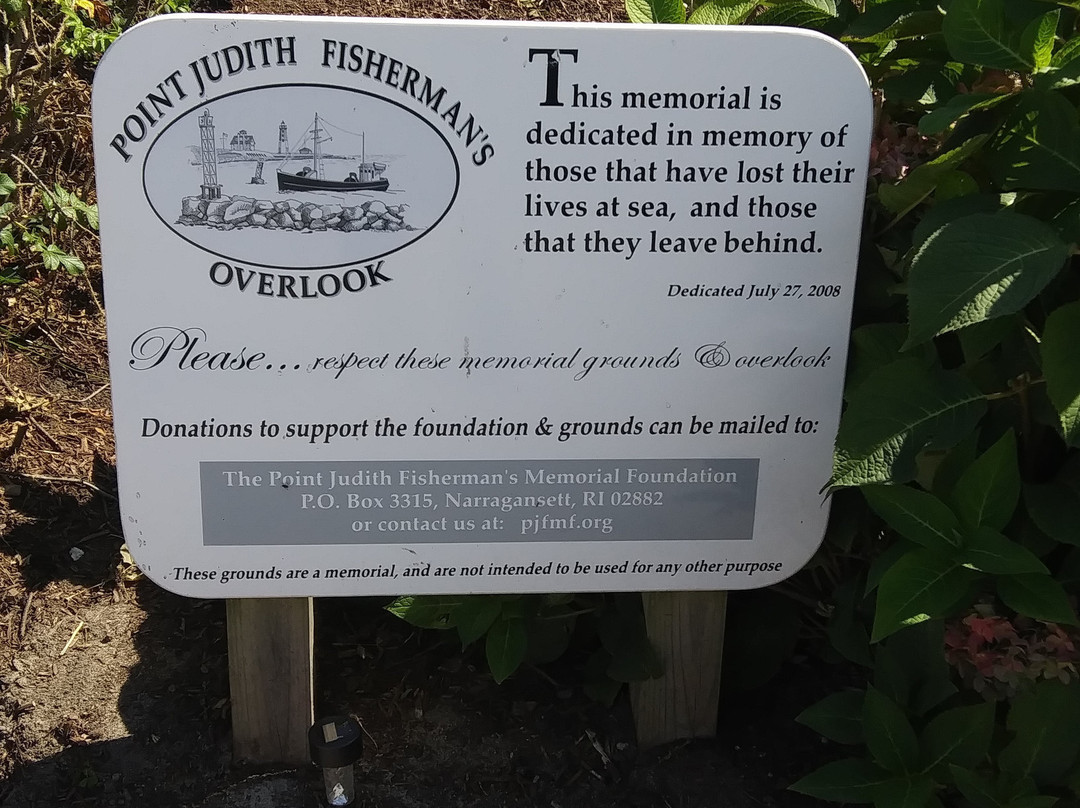 POINT JUDITH FISHERMAN'S
OVERLOOK
This memorial is
dedicated in memory of
those that have lost their
lives at sea, and those
that they leave behind.
Dedicated July 27, 2008
Please... respect these memorial grounds & overlook
Donations to support the foundation & grounds can be mailed to:
The Point Judith Fisherman's Memorial Foundation
P.O. Box 3315, Narragansett, RI 02882
or contact us at: pjfmf.org
These grounds are a memorial, and are not intended to be used for any other purpose